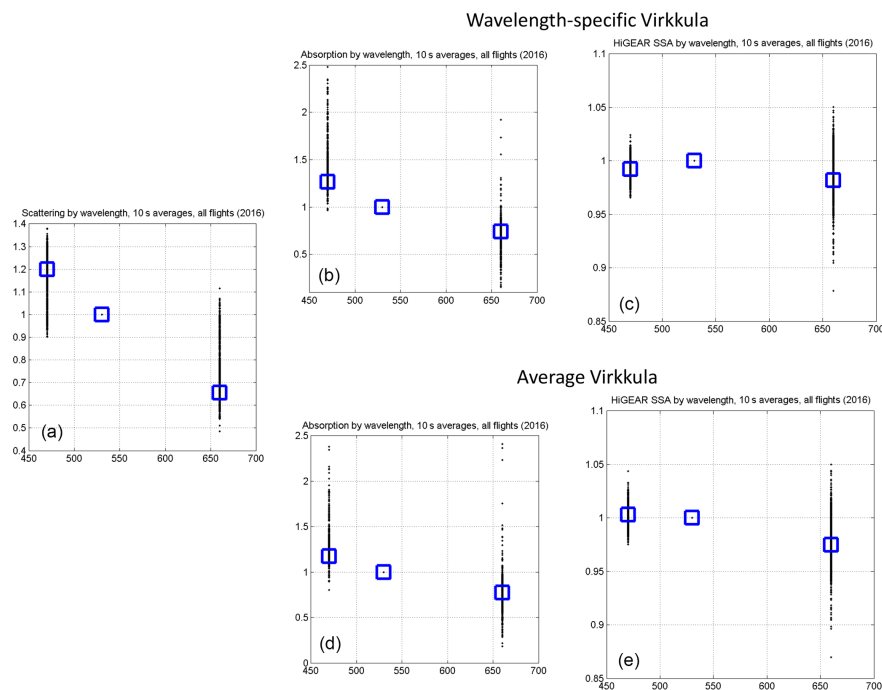 Wavelength-specific Virkkula
Absorption by wavelength, 10 s averages, all flights (2016)
2.5
2
1.5
1
0.5
(b)
450 500 550 600 650 700
HiGEAR SSA by wavelength, 10 s averages, all flights (2016)
1.1
1.05
1
0.95
0.9
0.85
(c)
450 500 550 600 650 700
Scattering by wavelength, 10 s averages, all flights (2016)
1.4
1.3
1.2
1.1
1
0.9
0.8
0.7
0.6
0.5
0.4
(a)
450 500 550 600 650 700
Average Virkkula
Absorption by wavelength, 10 s averages, all flights (2016)
2.5
2
1.5
1
0.5
0
(d)
450 500 550 600 650 700
HiGEAR SSA by wavelength, 10 s averages, all flights (2016)
1.1
1.05
1
0.95
0.9
0.85
(e)
450 500 550 600 650 700